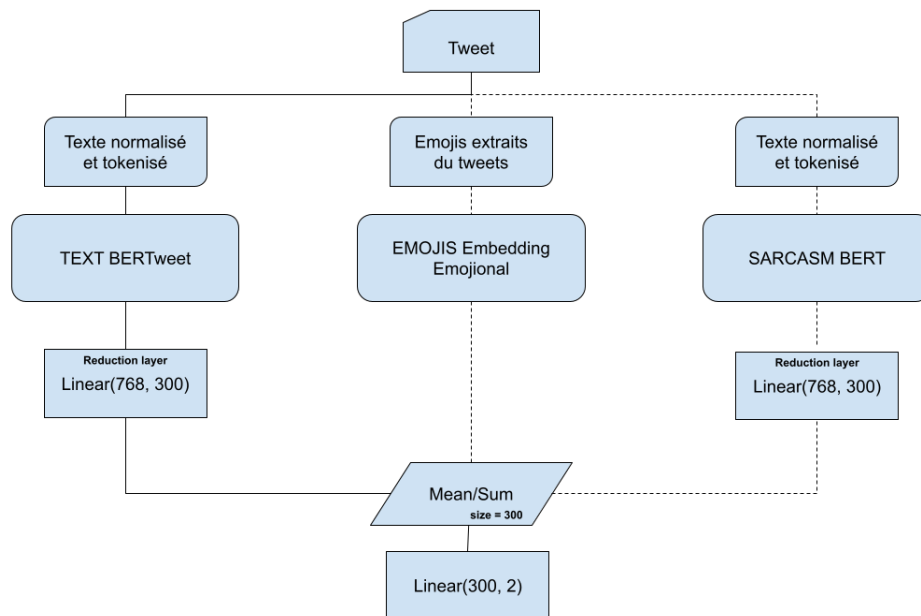 Tweet
Texte normalisé
et tokenisé
Emojis extraits
du tweets
Texte normalisé
et tokenisé
TEXT BERTweet
EMOJIS Embedding
Emojional
SARCASM BERT
Reduction layer
Linear(768, 300)
Reduction layer
Linear(768, 300)
Mean/Sum
size = 300
Linear(300, 2)